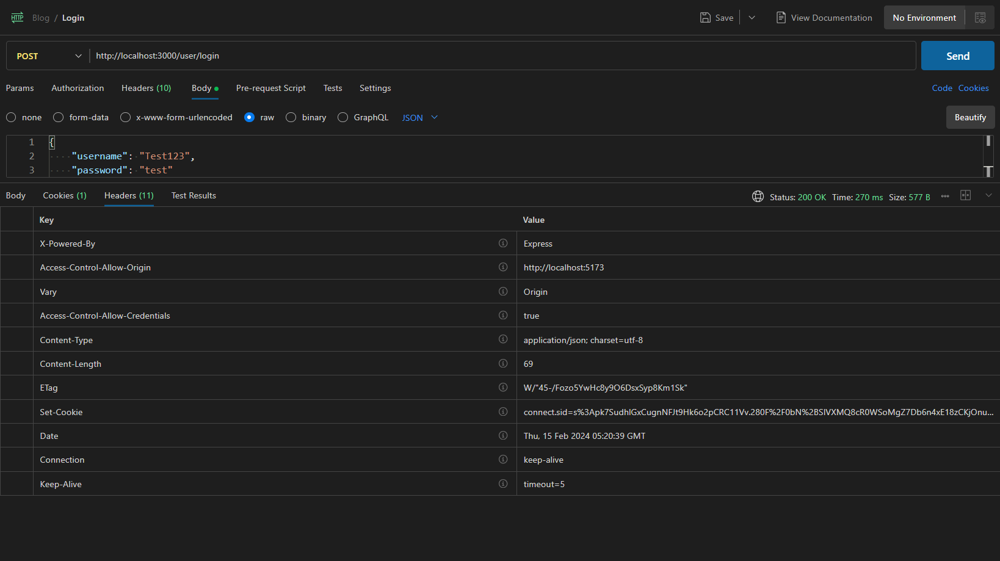 HTTP Blog / Login Save View Documentation No Environment
POST http://localhost:3000/user/login Send
Params Authorization Headers (10) Body Pre-request Script Tests Settings Code Cookies
none form-data x-www-form-urlencoded raw binary GraphQL JSON Beautify
1 {
2 "username": "Test123",
3 "password": "test"
Body Cookies (1) Headers (11) Test Results Status: 200 OK Time: 270 ms Size: 577 B
Key Value
X-Powered-By Express
Access-Control-Allow-Origin http://localhost:5173
Vary Origin
Access-Control-Allow-Credentials true
Content-Type application/json; charset=utf-8
Content-Length 69
ETag W/"45-/Fozo5YwHc8y9O6DsxSyp8Km1Sk"
Set-Cookie connect.sid=s%3Apk7SudhIGxCugnNFJt9Hk6o2pCRC11Vv.280F%2F0bN%2BSIVXMQ8cR0WSoMgZ7Db6n4xE18zCKjOnu...
Date Thu, 15 Feb 2024 05:20:39 GMT
Connection keep-alive
Keep-Alive timeout=5